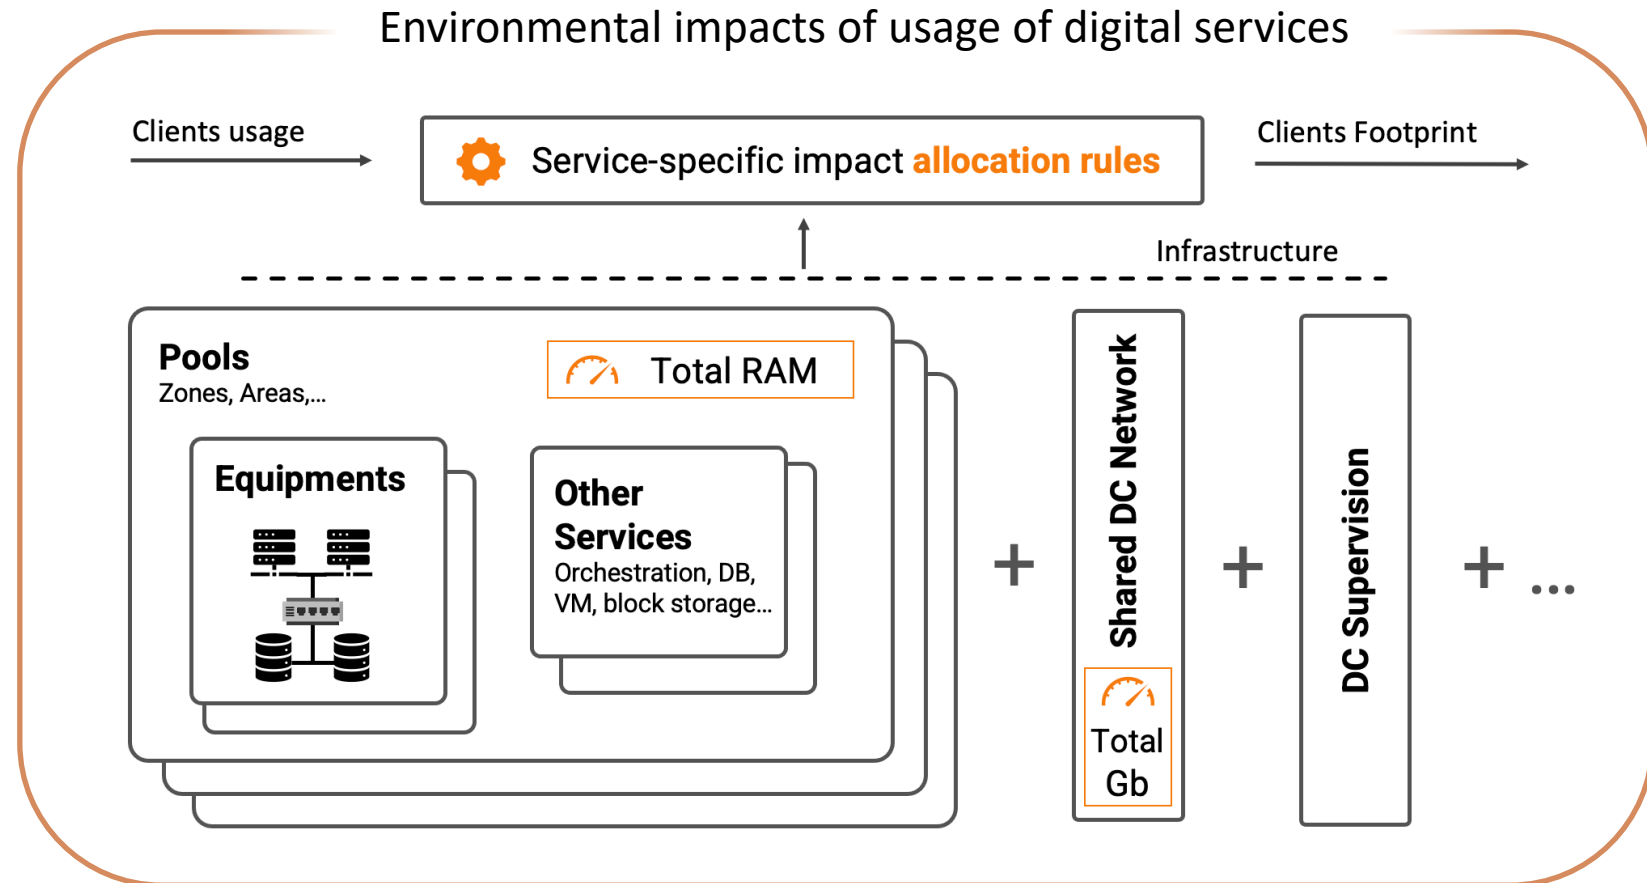 Environmental impacts of usage of digital services
Clients usage
Service-specific impact allocation rules
Clients Footprint
Infrastructure
Pools
Zones, Areas,...
Total RAM
Equipments
Other
Services
Orchestration, DB,
VM, block storage...
+
Shared DC Network
Total
Gb
+
DC Supervision
+ ...